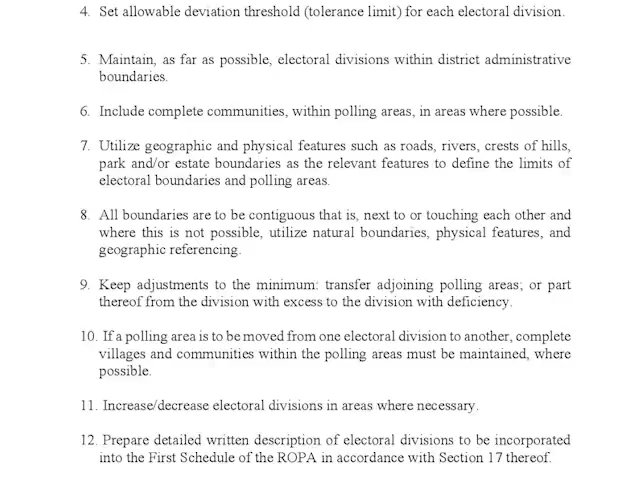 4. Set allowable deviation threshold (tolerance limit) for each electoral division.
5. Maintain, as far as possible, electoral divisions within district administrative
boundaries.
6. Include complete communities, within polling areas, in areas where possible.
7. Utilize geographic and physical features such as roads, rivers, crests of hills,
park and/or estate boundaries as the relevant features to define the limits of
electoral boundaries and polling areas.
8. All boundaries are to be contiguous that is, next to or touching each other and
where this is not possible, utilize natural boundaries, physical features, and
geographic referencing.
9. Keep adjustments to the minimum: transfer adjoining polling areas; or part
thereof from the division with excess to the division with deficiency.
10. If a polling area is to be moved from one electoral division to another, complete
villages and communities within the polling areas must be maintained, where
possible.
11. Increase/decrease electoral divisions in areas where necessary.
12. Prepare detailed written description of electoral divisions to be incorporated
into the First Schedule of the ROPA in accordance with Section 17 thereof.